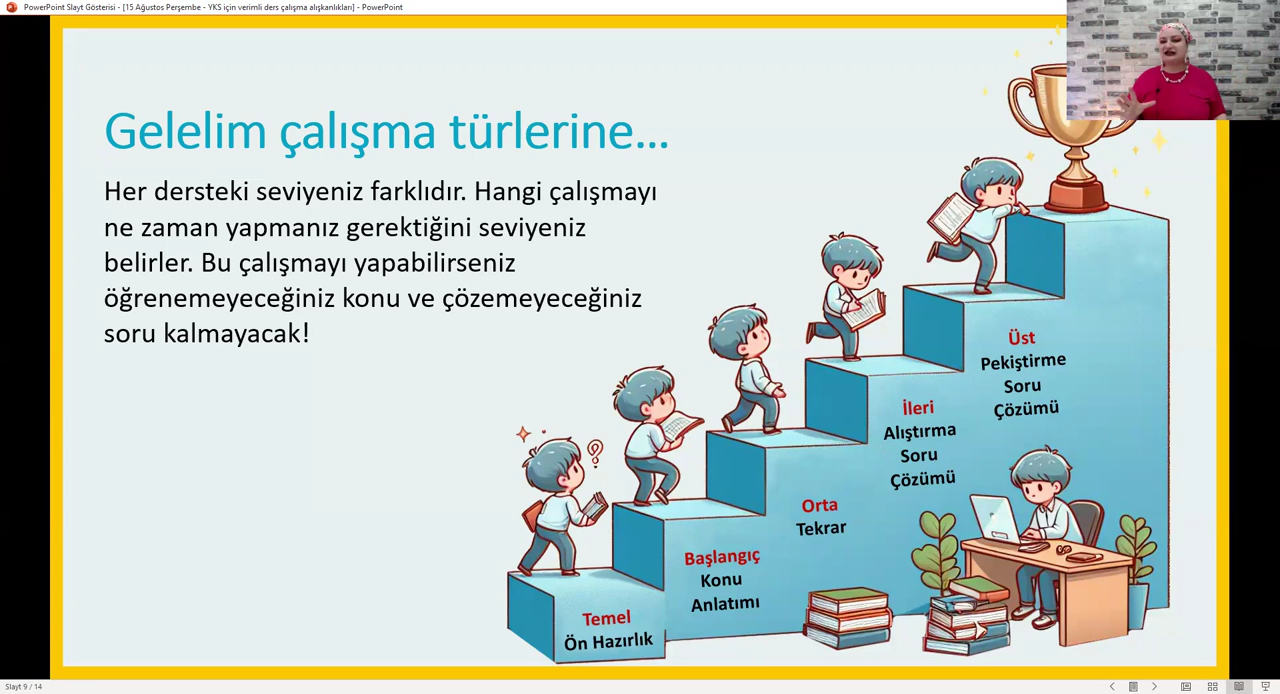 PowerPoint Slayt Gösterisi - [15 Ağustos Perşembe - YKS için verimli ders çalışma alışkanlıkları] - PowerPoint
Gelelim çalışma türlerine...
Her dersteki seviyeniz farklıdır. Hangi çalışmayı
ne zaman yapmanız gerektiğini seviyeniz
belirler. Bu çalışmayı yapabilirseniz
öğrenemeyeceğiniz konu ve çözemeyeceğiniz
soru kalmayacak!
Temel
Ön Hazırlık
Başlangıç
Konu
Anlatımı
Orta
Tekrar
İleri
Alıştırma
Soru
Çözümü
Üst
Pekiştirme
Soru
Çözümü
Slayt 9 / 14